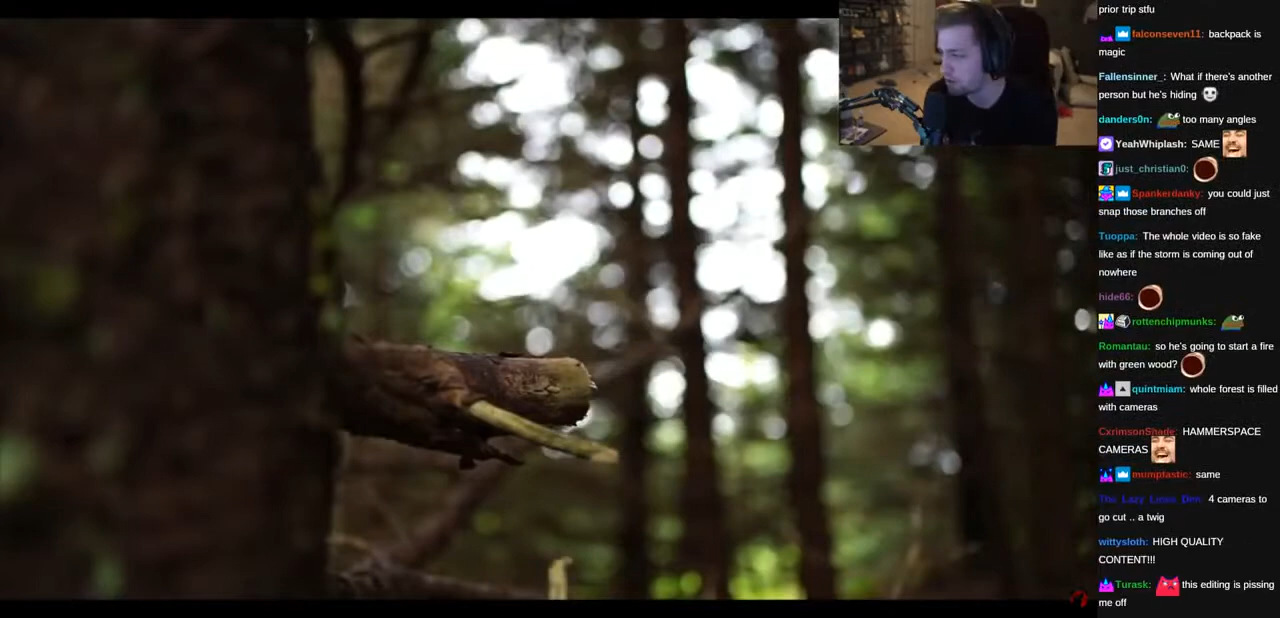 prior trip stfu
falconseven11: backpack is
magic
Fallensinner_: What if there's another
person but he's hiding
danders0n: too many angles
YeahWhiplash: SAME
just_christian0:
Spankerdanky: you could just
snap those branches off
Tuoppa: The whole video is so fake
like as if the storm is coming out of
nowhere
hide66:
rottenchipmunks:
Romantau: so he's going to start a fire
with green wood?
quintmiam: whole forest is filled
with cameras
CxrimsonShade: HAMMERSPACE
CAMERAS
mumptastic: same
4 cameras to
go cut .. a twig
wittysloth: HIGH QUALITY
CONTENT!!!
Turask: this editing is pissing
me off